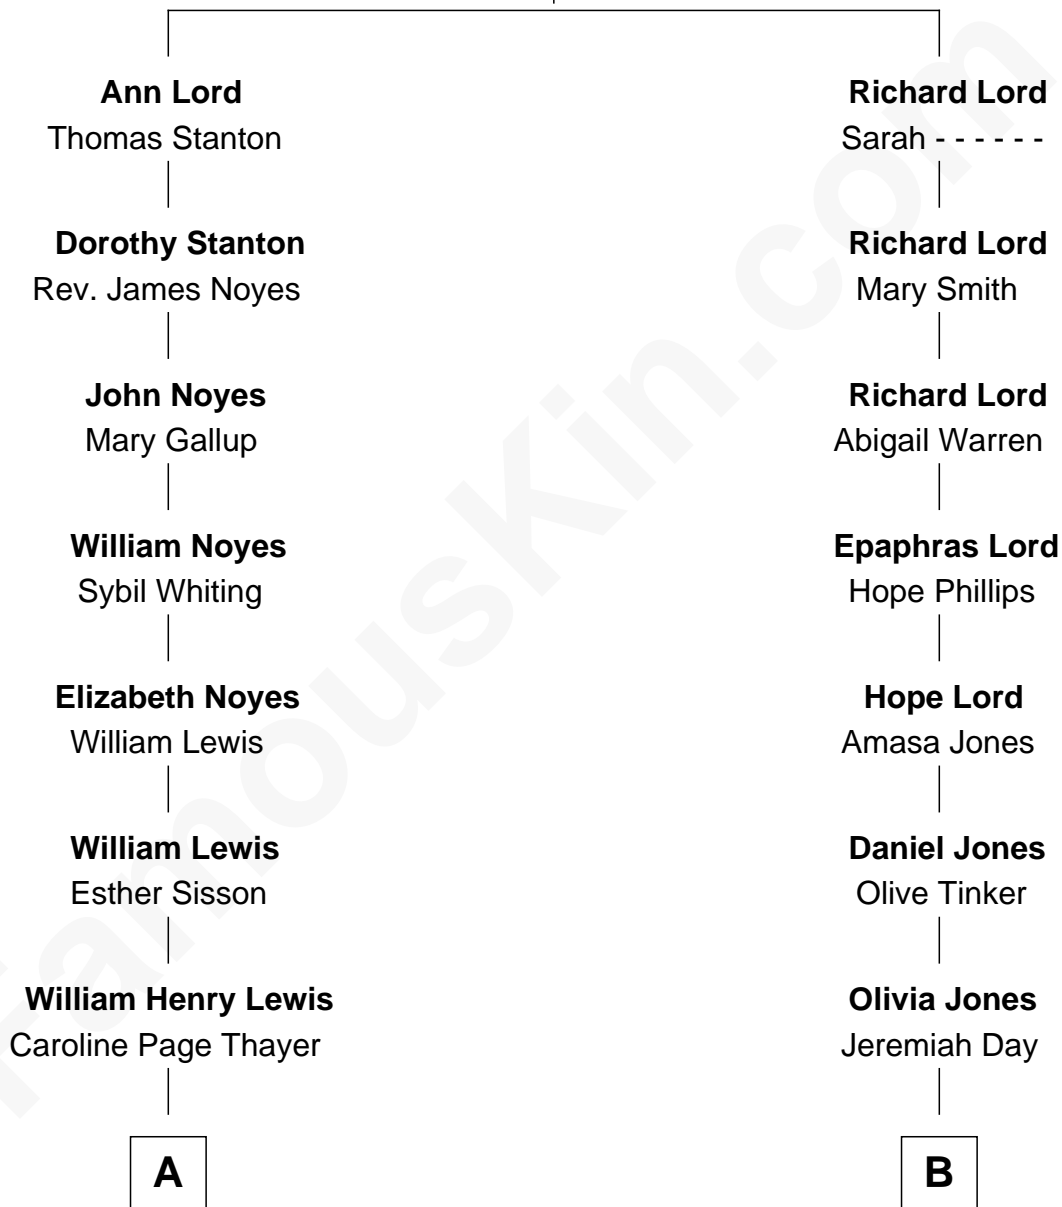 Ann Lord
Thomas Stanton
Dorothy Stanton
Rev. James Noyes
John Noyes
Mary Gallup
William Noyes
Sybil Whiting
Elizabeth Noyes
William Lewis
William Lewis
Esther Sisson
William Henry Lewis
Caroline Page Thayer
A
Richard Lord
Sarah - - - - - -
Richard Lord
Mary Smith
Richard Lord
Abigail Warren
Epaphras Lord
Hope Phillips
Hope Lord
Amasa Jones
Daniel Jones
Olive Tinker
Olivia Jones
Jeremiah Day
B
FamousKin.com